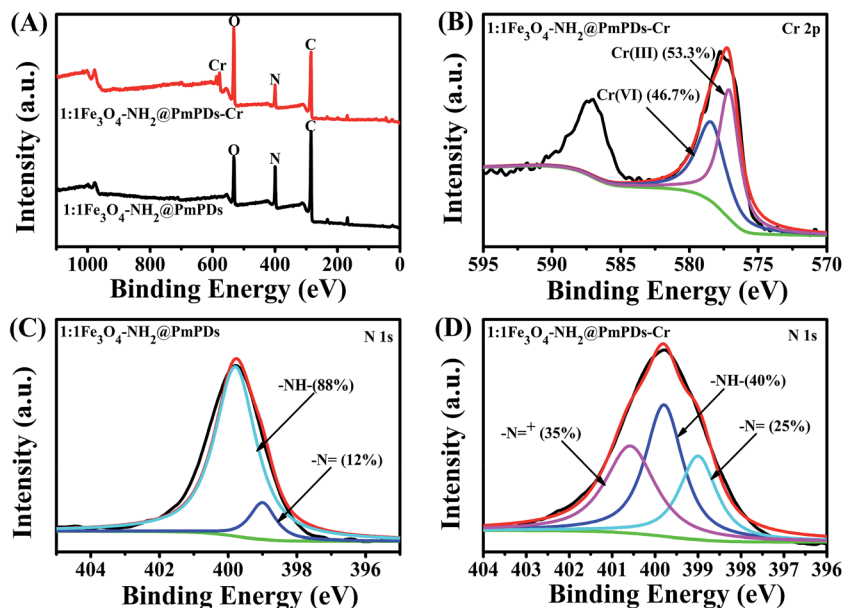 (A)
O
C
Cr
N
1:1Fe₃O₄-NH₂@PmPDs-Cr
C
O
N
1:1Fe₃O₄-NH₂@PmPDs
Intensity (a.u.)
1000 800 600 400 200 0
Binding Energy (eV)
(B)
1:1Fe₃O₄-NH₂@PmPDs-Cr
Cr 2p
Cr(III) (53.3%)
Cr(VI) (46.7%)
Intensity (a.u.)
595 590 585 580 575 570
Binding Energy (eV)
(C)
1:1Fe₃O₄-NH₂@PmPDs
N 1s
-NH-(88%)
-N= (12%)
Intensity (a.u.)
404 402 400 398 396
Binding Energy (eV)
(D)
1:1Fe₃O₄-NH₂@PmPDs-Cr
N 1s
-NH-(40%)
-N=⁺ (35%)
-N= (25%)
Intensity (a.u.)
404 403 402 401 400 399 398 397 396
Binding Energy (eV)